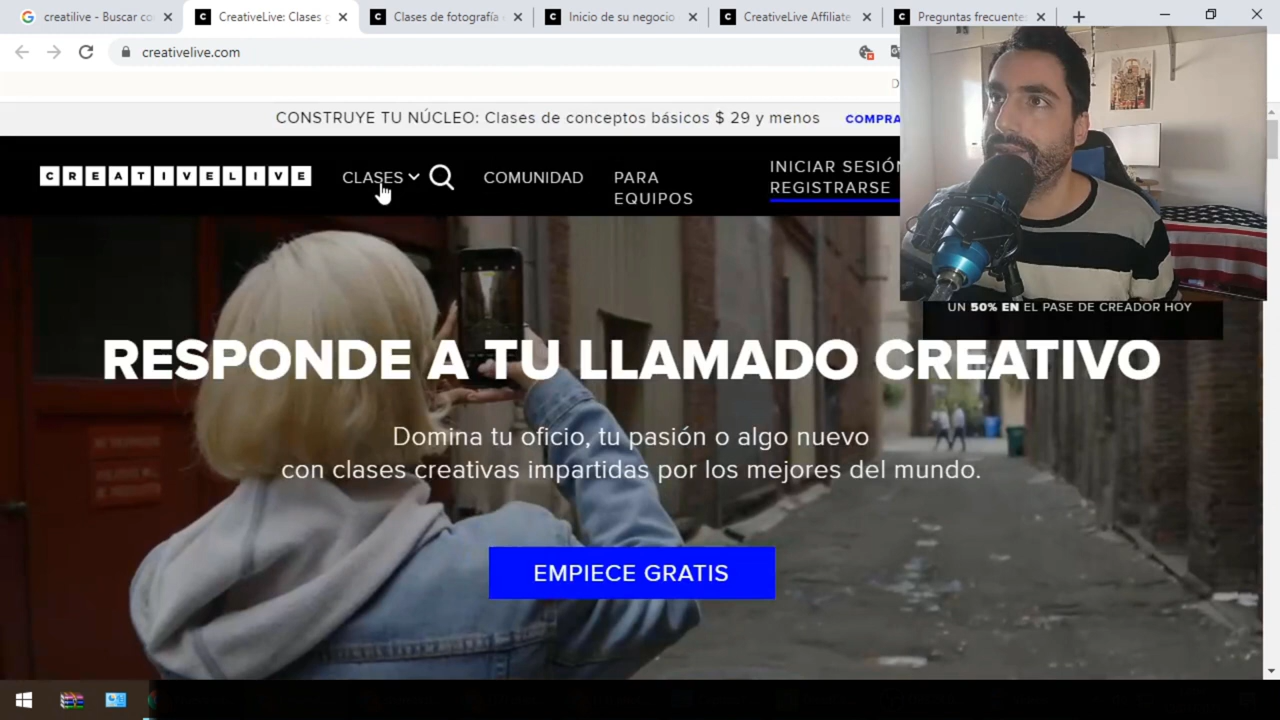 creatilive - Buscar co
CreativeLive: Clases g
Clases de fotografía
Inicio de su negocio
CreativeLive Affiliate
Preguntas frecuentes
creativelive.com
CONSTRUYE TU NÚCLEO: Clases de conceptos básicos $ 29 y menos
COMPRA
CREATIVELIVE
CLASES
COMUNIDAD
PARA
EQUIPOS
INICIAR SESIÓN
REGISTRARSE
UN 50% EN EL PASE DE CREADOR HOY
RESPONDE A TU LLAMADO CREATIVO
Domina tu oficio, tu pasión o algo nuevo
con clases creativas impartidas por los mejores del mundo.
EMPIECE GRATIS